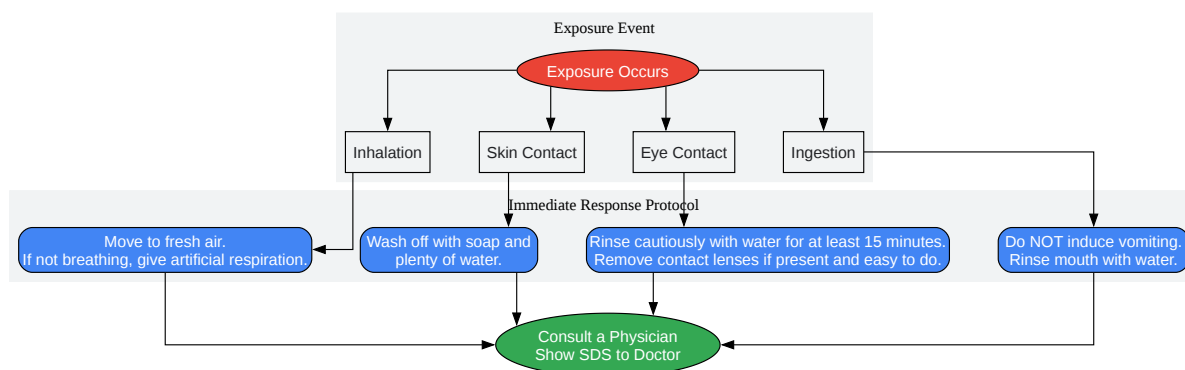 Exposure Event
Exposure Occurs
Inhalation
Skin Contact
Eye Contact
Ingestion
Immediate Response Protocol
Move to fresh air.
If not breathing, give artificial respiration.
Wash off with soap and
plenty of water.
Rinse cautiously with water for at least 15 minutes.
Remove contact lenses if present and easy to do.
Do NOT induce vomiting.
Rinse mouth with water.
Consult a Physician
Show SDS to Doctor